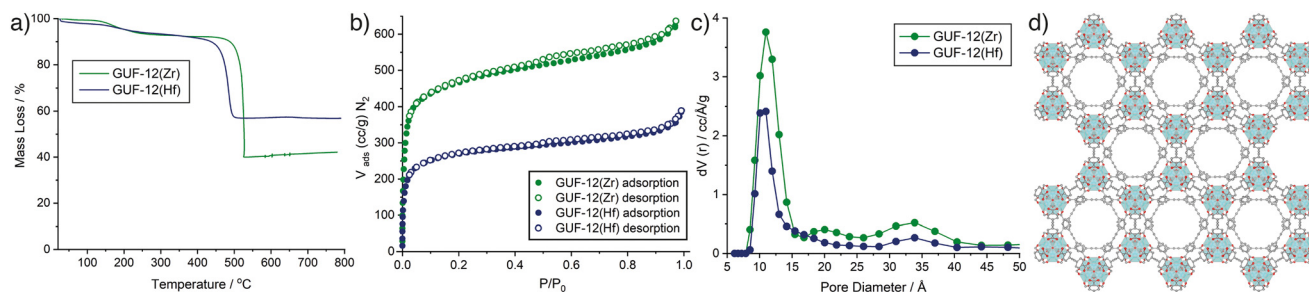 a)
100
80
60
40
20
0
0 100 200 300 400 500 600 700 800
Mass Loss / %
Temperature / °C
GUF-12(Zr)
GUF-12(Hf)
b)
600
500
400
300
200
100
0
0.0 0.2 0.4 0.6 0.8 1.0
V ads (cc/g) N2
P/P0
GUF-12(Zr) adsorption
GUF-12(Zr) desorption
GUF-12(Hf) adsorption
GUF-12(Hf) desorption
c)
4
3
2
1
0
5 10 15 20 25 30 35 40 45 50
dV (r) / cc/Å/g
Pore Diameter / Å
GUF-12(Zr)
GUF-12(Hf)
d)